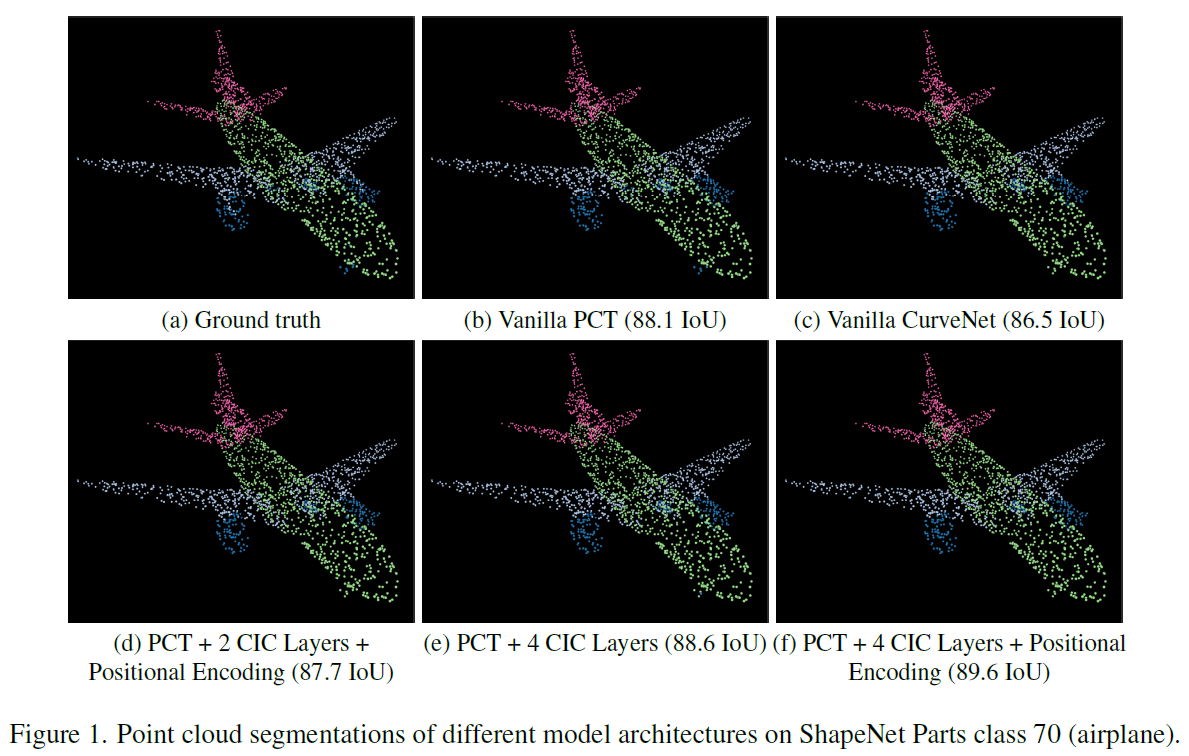 (a) Ground truth
(b) Vanilla PCT (88.1 IoU)
(c) Vanilla CurveNet (86.5 IoU)
(d) PCT + 2 CIC Layers +
Positional Encoding (87.7 IoU)
(e) PCT + 4 CIC Layers (88.6 IoU)
(f) PCT + 4 CIC Layers + Positional
Encoding (89.6 IoU)
Figure 1. Point cloud segmentations of different model architectures on ShapeNet Parts class 70 (airplane).